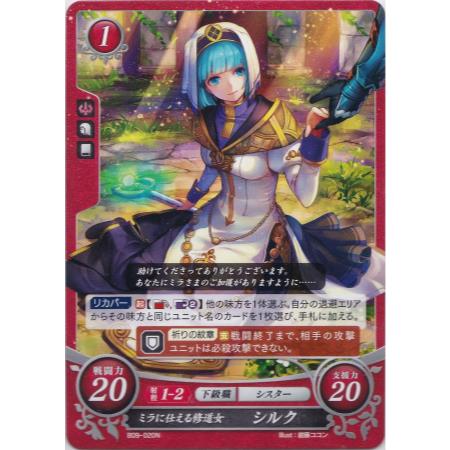 1
助けてくださってありがとうございます。
あなたにミラさまのご加護がありますように……
リカバー 起 他の味方を1体選ぶ。自分の退避エリア
からその味方と同じユニット名のカードを1枚選び、手札に加える。
祈りの紋章 支 戦闘終了まで、相手の攻撃
ユニットは必殺攻撃できない。
戦闘力 20
射程 1-2 下級職 シスター
支援力 20
ミラに仕える修道女 シルク
B09-020N
Illust: